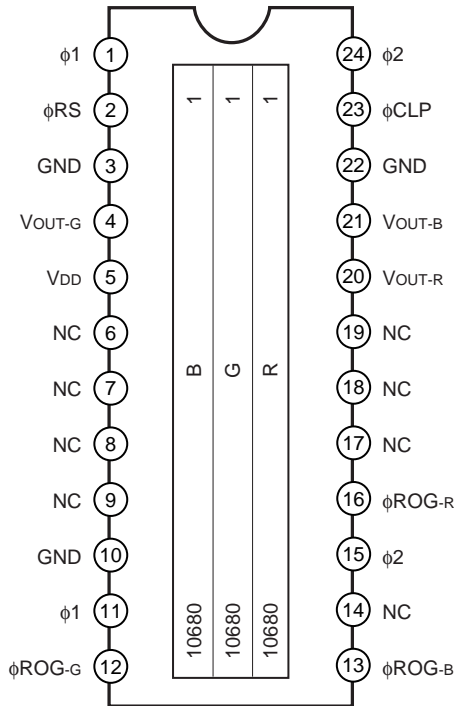 ϕ1 1 24 ϕ2
ϕRS 2 23 ϕCLP
GND 3 22 GND
VOUT-G 4 21 VOUT-B
VDD 5 20 VOUT-R
NC 6 19 NC
NC 7 18 NC
NC 8 17 NC
NC 9 16 ϕROG-R
GND 10 15 ϕ2
ϕ1 11 14 NC
ϕROG-G 12 13 ϕROG-B
1 1 1
B G R
10680 10680 10680